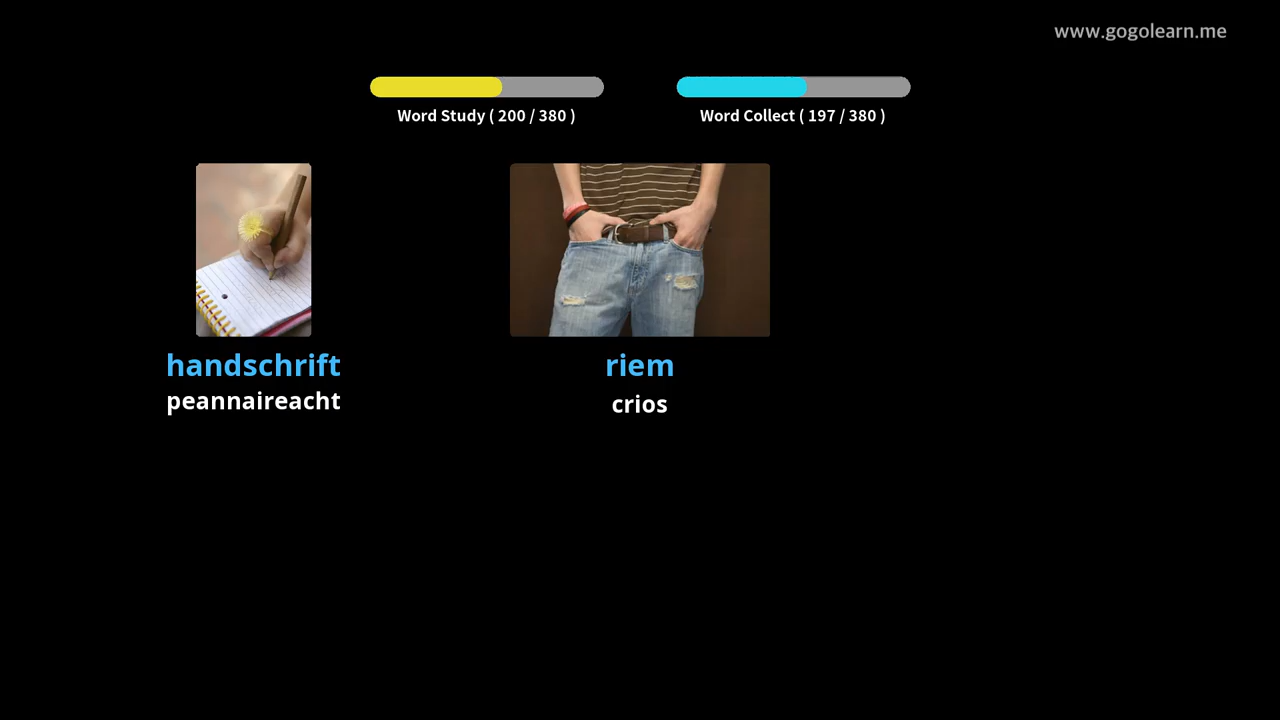 www.gogolearn.me
Word Study ( 200 / 380 )
Word Collect ( 197 / 380 )
handschrift
peannaireacht
riem
crios